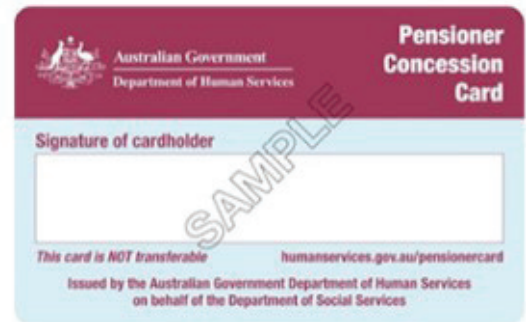 Australian Government
Department of Human Services
Pensioner
Concession
Card
Signature of cardholder
SAMPLE
This card is NOT transferable
humanservices.gov.au/pensionercard
Issued by the Australian Government Department of Human Services
on behalf of the Department of Social Services